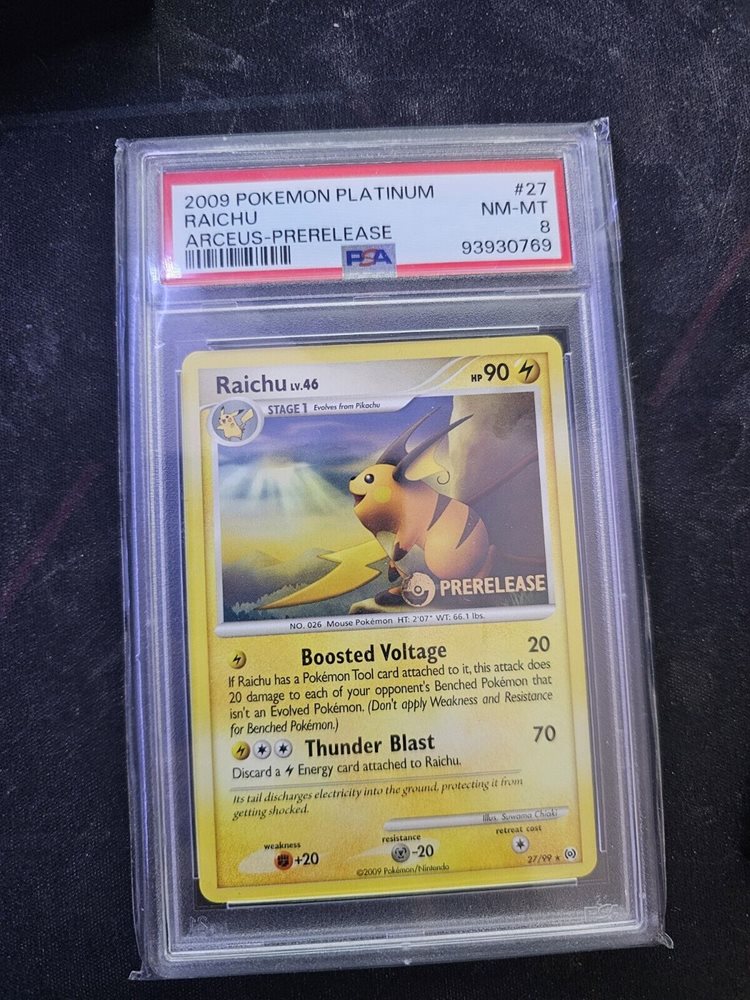 2009 POKEMON PLATINUM #27
RAICHU NM-MT
ARCEUS-PRERELEASE 8
PSA 93930769
Raichu LV.46 HP 90
STAGE 1 Evolves from Pikachu
PRERELEASE
NO. 026 Mouse Pokémon HT: 2'07" WT: 66.1 lbs.
Boosted Voltage 20
If Raichu has a Pokémon Tool card attached to it, this attack does
20 damage to each of your opponent's Benched Pokémon that
isn't an Evolved Pokémon. (Don't apply Weakness and Resistance
for Benched Pokémon.)
Thunder Blast 70
Discard a Energy card attached to Raichu.
Its tail discharges electricity into the ground, protecting it from
getting shocked.
Illus. Suwama Chiaki
weakness resistance retreat cost
+20 -20
27/99
©2009 Pokémon/Nintendo